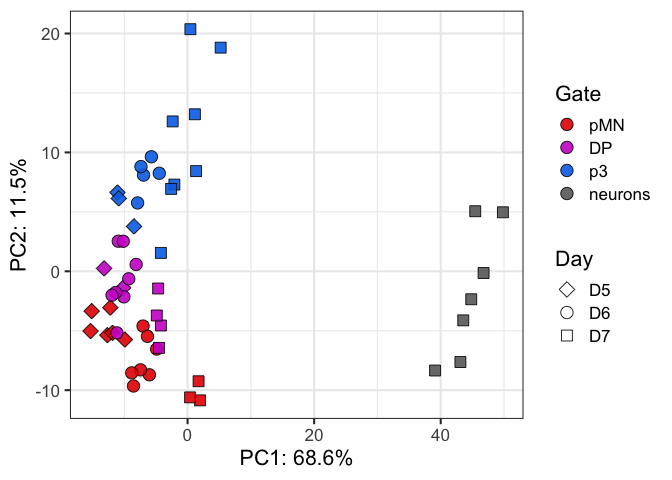 20
10
0
-10
PC2: 11.5%
0
20
40
PC1: 68.6%
Gate
pMN
DP
p3
neurons
Day
D5
D6
D7